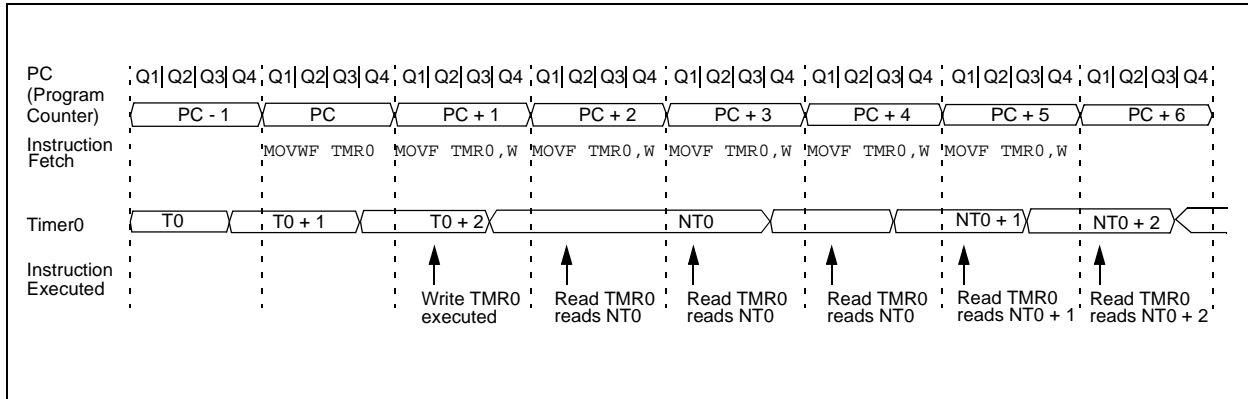 PC
(Program
Counter)
Q1 Q2 Q3 Q4 Q1 Q2 Q3 Q4 Q1 Q2 Q3 Q4 Q1 Q2 Q3 Q4 Q1 Q2 Q3 Q4 Q1 Q2 Q3 Q4 Q1 Q2 Q3 Q4 Q1 Q2 Q3 Q4
PC - 1 PC PC + 1 PC + 2 PC + 3 PC + 4 PC + 5 PC + 6
Instruction
Fetch
MOVWF TMR0 MOVF TMR0,W MOVF TMR0,W MOVF TMR0,W MOVF TMR0,W MOVF TMR0,W
Timer0
T0 T0 + 1 T0 + 2 NT0 NT0 + 1 NT0 + 2
Instruction
Executed
Write TMR0
executed
Read TMR0
reads NT0
Read TMR0
reads NT0
Read TMR0
reads NT0
Read TMR0
reads NT0 + 1
Read TMR0
reads NT0 + 2